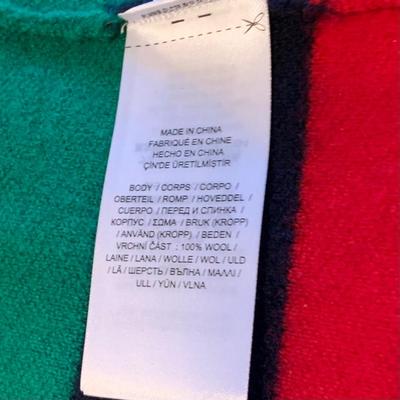 MADE IN CHINA
FABRIQUÉ EN CHINE
HECHO EN CHINA
ÇİN'DE ÜRETİLMİŞTİR
BODY / CORPS / CORPO /
OBERTEIL / ROMP / HOVEDDEL /
CUERPO / ПЕРЕД И СПИНКА /
КОРПУС / ΣΩΜΑ / BRUK (KROPP)
/ ANVÄND (KROPP) / BEDEN /
VRCHNÍ ČÁST : 100% WOOL /
LAINE / LANA / WOLLE / WOL / ULD
/ LÃ / ШЕРСТЬ / ВЪЛНА / ΜΑΛΛΙ /
ULL / YÜN / VLNA